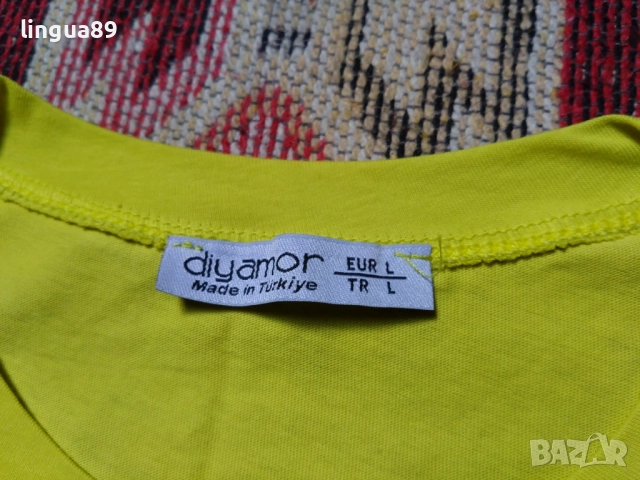 lingua89
diyamor
Made in Türkiye
EUR L
TR L
BAZAR